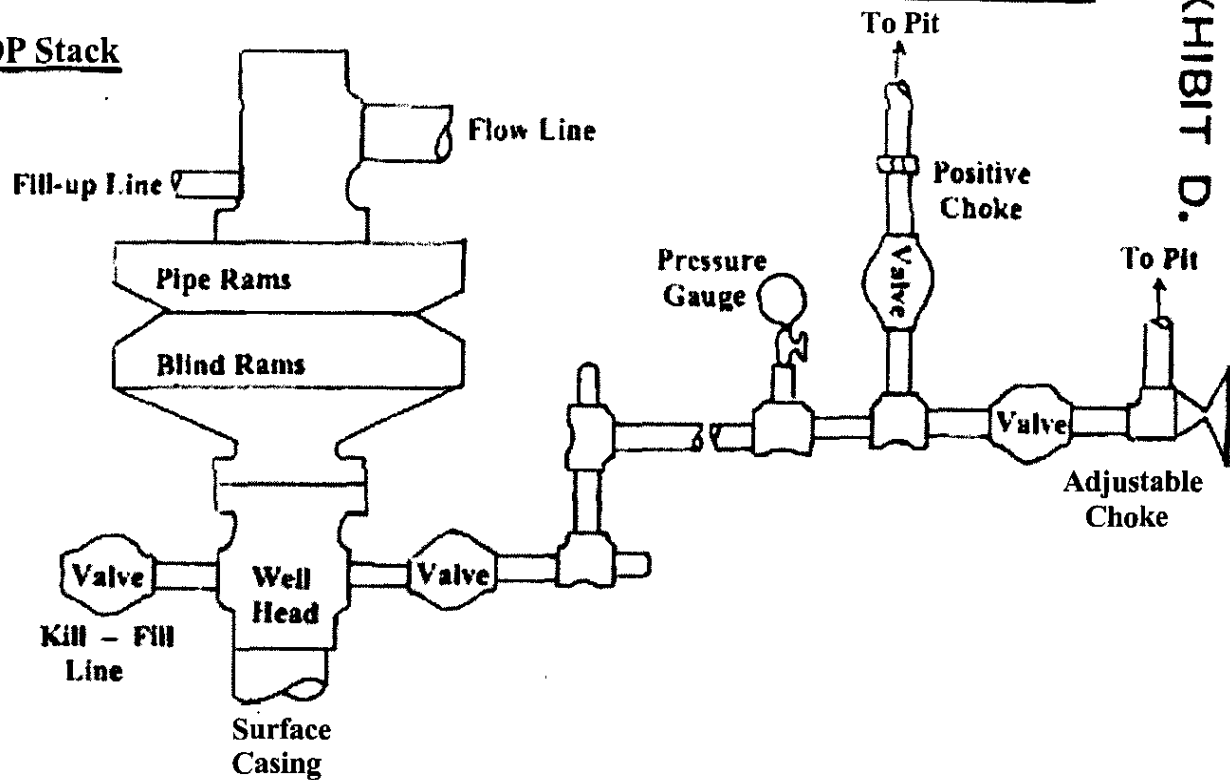 To Pit
OP Stack
Flow Line
Fill-up Line
Positive
Choke
Valve
Pipe Rams
Pressure
Gauge
To Pit
Blind Rams
Valve
Adjustable
Choke
Valve
Well
Head
Valve
Kill – Fill
Line
Surface
Casing
HIBIT D.